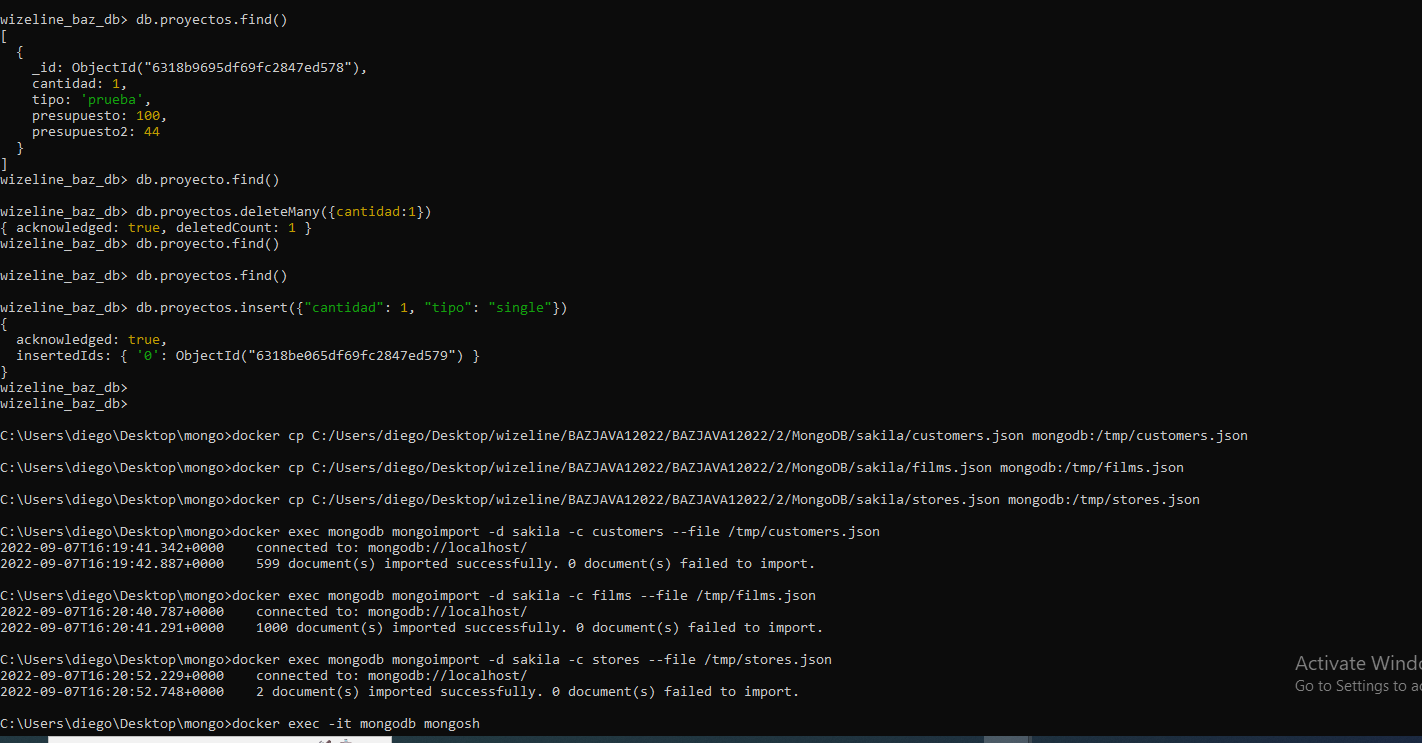 wizeline_baz_db> db.proyectos.find()
[
  {
    _id: ObjectId("6318b9695df69fc2847ed578"),
    cantidad: 1,
    tipo: 'prueba',
    presupuesto: 100,
    presupuesto2: 44
  }
]
wizeline_baz_db> db.proyecto.find()

wizeline_baz_db> db.proyectos.deleteMany({cantidad:1})
{ acknowledged: true, deletedCount: 1 }
wizeline_baz_db> db.proyecto.find()

wizeline_baz_db> db.proyectos.find()

wizeline_baz_db> db.proyectos.insert({"cantidad": 1, "tipo": "single"})
{
  acknowledged: true,
  insertedIds: { '0': ObjectId("6318be065df69fc2847ed579") }
}
wizeline_baz_db>
wizeline_baz_db>

C:\Users\diego\Desktop\mongo>docker cp C:/Users/diego/Desktop/wizeline/BAZJAVA12022/BAZJAVA12022/2/MongoDB/sakila/customers.json mongodb:/tmp/customers.json

C:\Users\diego\Desktop\mongo>docker cp C:/Users/diego/Desktop/wizeline/BAZJAVA12022/BAZJAVA12022/2/MongoDB/sakila/films.json mongodb:/tmp/films.json

C:\Users\diego\Desktop\mongo>docker cp C:/Users/diego/Desktop/wizeline/BAZJAVA12022/BAZJAVA12022/2/MongoDB/sakila/stores.json mongodb:/tmp/stores.json

C:\Users\diego\Desktop\mongo>docker exec mongodb mongoimport -d sakila -c customers --file /tmp/customers.json
2022-09-07T16:19:41.342+0000    connected to: mongodb://localhost/
2022-09-07T16:19:42.887+0000    599 document(s) imported successfully. 0 document(s) failed to import.

C:\Users\diego\Desktop\mongo>docker exec mongodb mongoimport -d sakila -c films --file /tmp/films.json
2022-09-07T16:20:40.787+0000    connected to: mongodb://localhost/
2022-09-07T16:20:41.291+0000    1000 document(s) imported successfully. 0 document(s) failed to import.

C:\Users\diego\Desktop\mongo>docker exec mongodb mongoimport -d sakila -c stores --file /tmp/stores.json
2022-09-07T16:20:52.229+0000    connected to: mongodb://localhost/
2022-09-07T16:20:52.748+0000    2 document(s) imported successfully. 0 document(s) failed to import.

C:\Users\diego\Desktop\mongo>docker exec -it mongodb mongosh
Activate Windo
Go to Settings to a